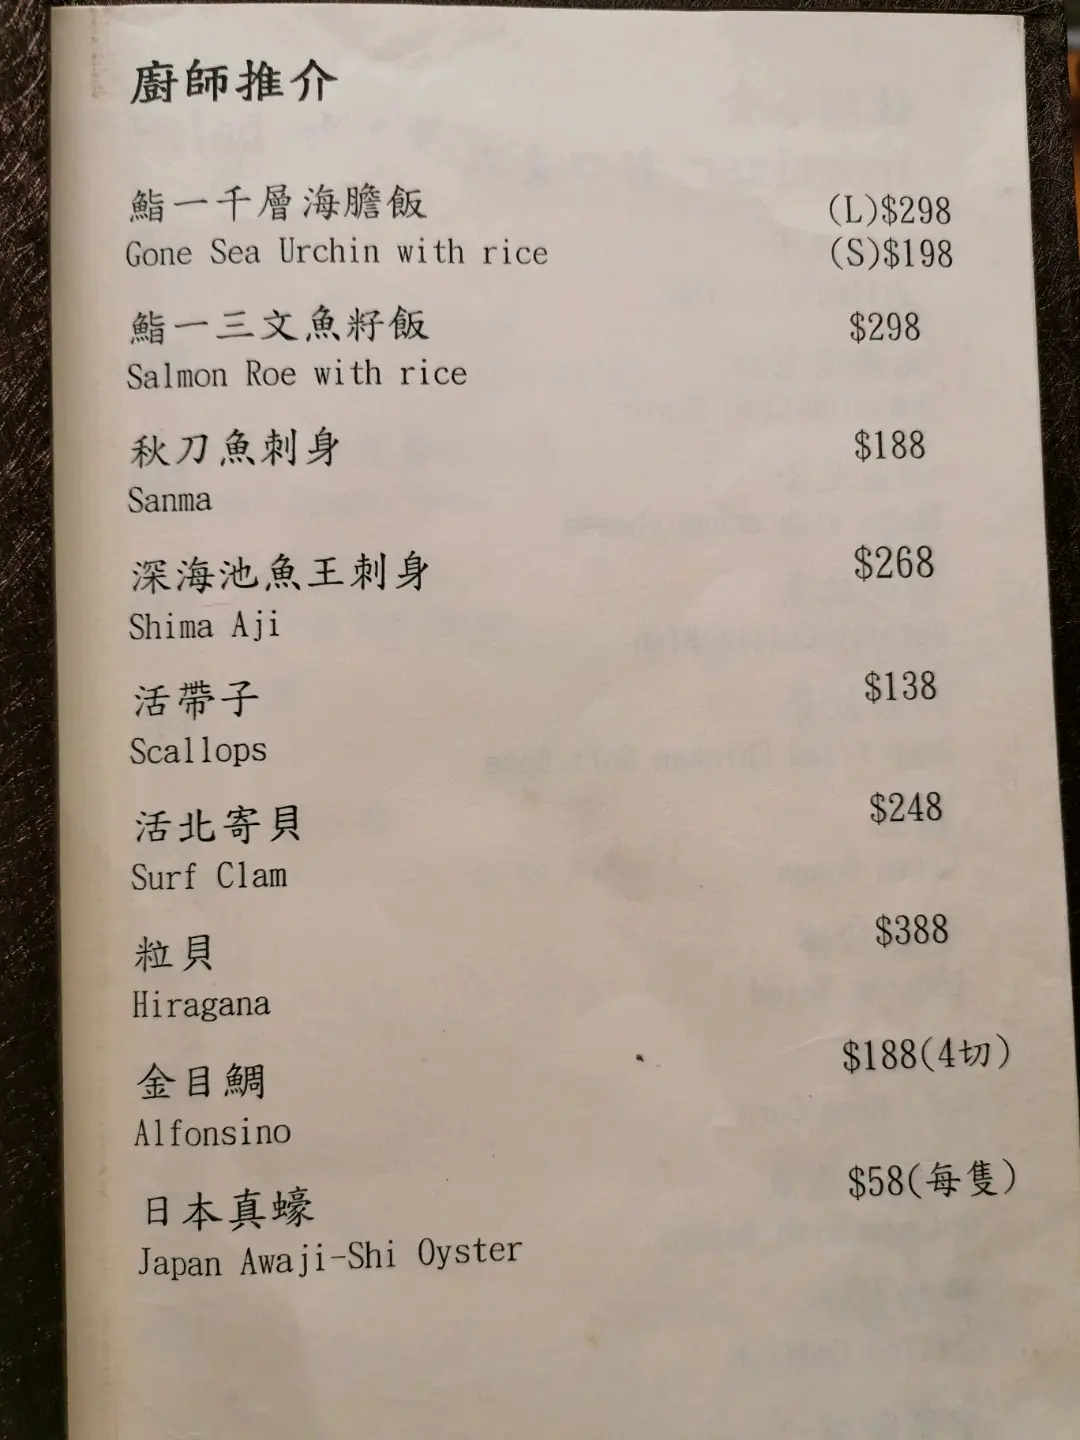 廚師推介
鮨一千層海膽飯 (L)$298
Gone Sea Urchin with rice (S)$198
鮨一三文魚籽飯 $298
Salmon Roe with rice
秋刀魚刺身 $188
Sanma
深海池魚王刺身 $268
Shima Aji
活帶子 $138
Scallops
活北寄貝 $248
Surf Clam
粒貝 $388
Hiragana
金目鯛 $188(4切)
Alfonsino
日本真蠔 $58(每隻)
Japan Awaji-Shi Oyster